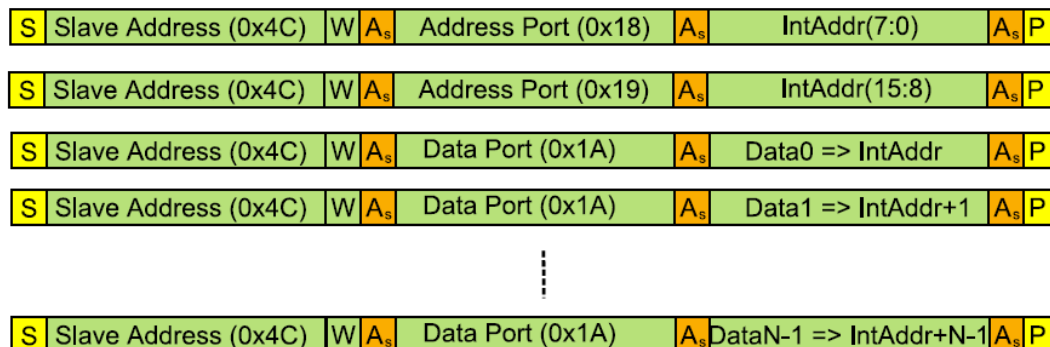 S Slave Address (0x4C) W As Address Port (0x18) As IntAddr(7:0) As P
S Slave Address (0x4C) W As Address Port (0x19) As IntAddr(15:8) As P
S Slave Address (0x4C) W As Data Port (0x1A) As Data0 => IntAddr As P
S Slave Address (0x4C) W As Data Port (0x1A) As Data1 => IntAddr+1 As P
S Slave Address (0x4C) W As Data Port (0x1A) As DataN-1 => IntAddr+N-1 As P